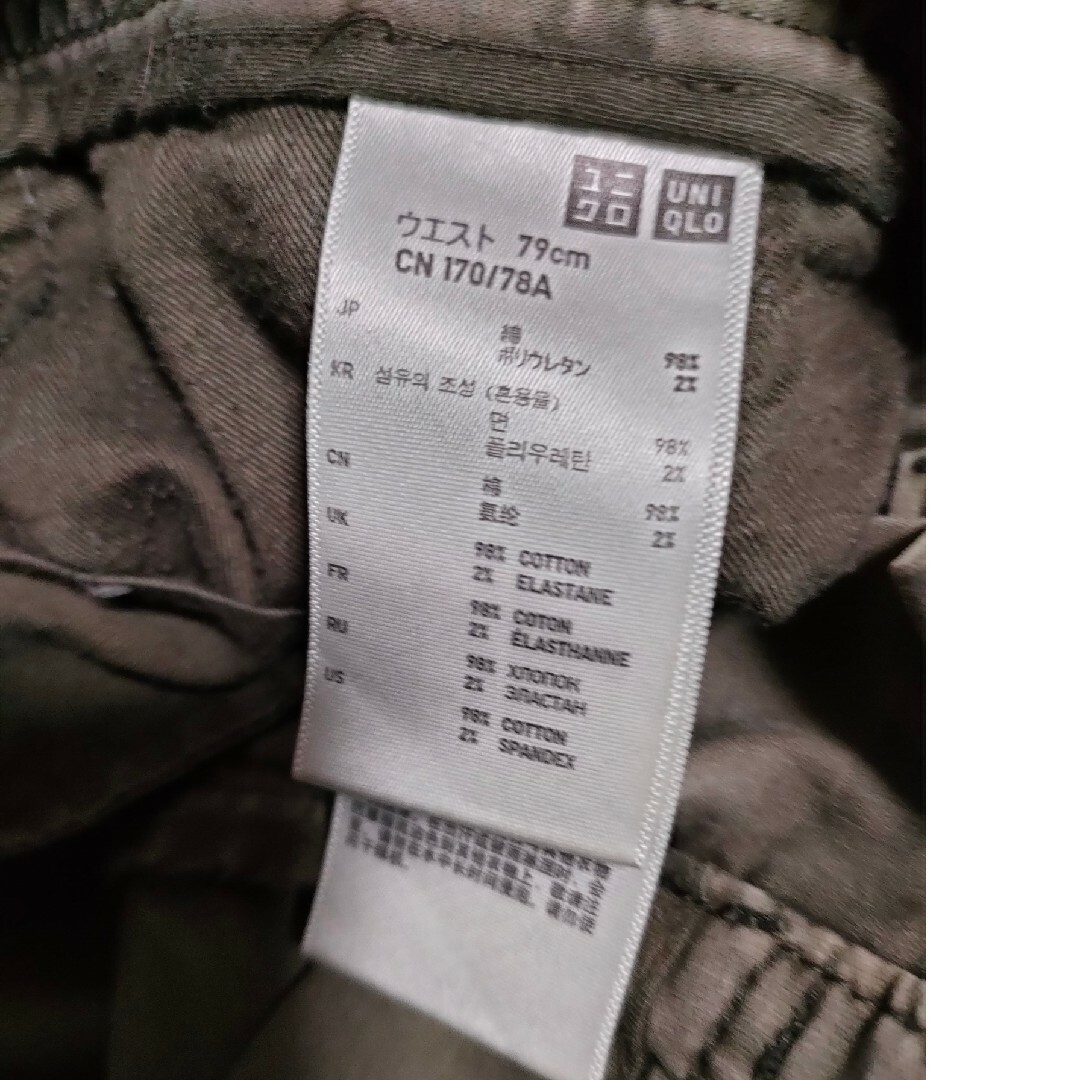 ユニ
クロ
UNI
QLO
ウエスト 79cm
CN 170/78A
JP
綿 98%
ポリウレタン 2%
KR 섬유의 조성 (혼용율)
면 98%
폴리우레탄 2%
CN
棉 98%
氨纶 2%
UK
98% COTTON
2% ELASTANE
FR
98% COTON
2% ÉLASTHANNE
RU
98% ХЛОПОК
2% ЭЛАСТАН
US
98% COTTON
2% SPANDEX